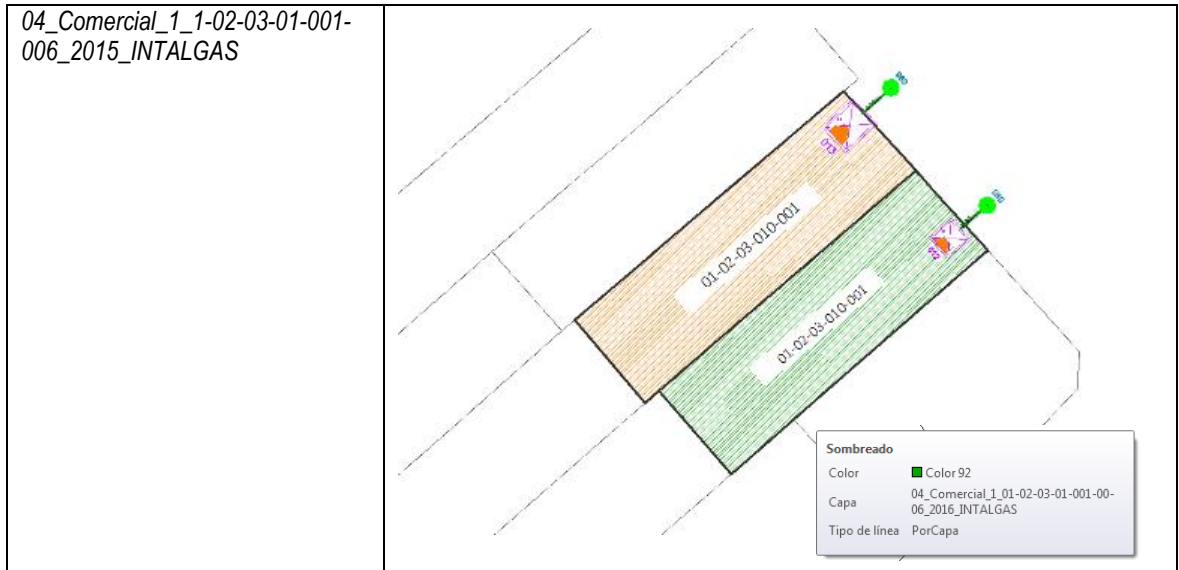 04_Comercial_1_1-02-03-01-001-
006_2015_INTALGAS
01-02-03-010-001
013
01-02-03-010-001
Sombreado
Color Color 92
Capa 04_Comercial_1_01-02-03-01-001-00-
06_2016_INTALGAS
Tipo de línea PorCapa